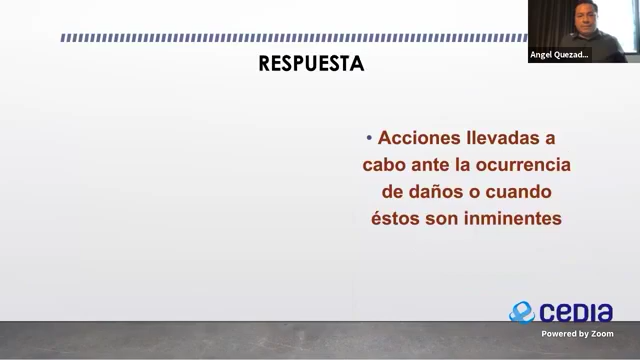 Angel Quezad...
RESPUESTA
• Acciones llevadas a
cabo ante la ocurrencia
de daños o cuando
éstos son inminentes
CEDIA
Powered by Zoom